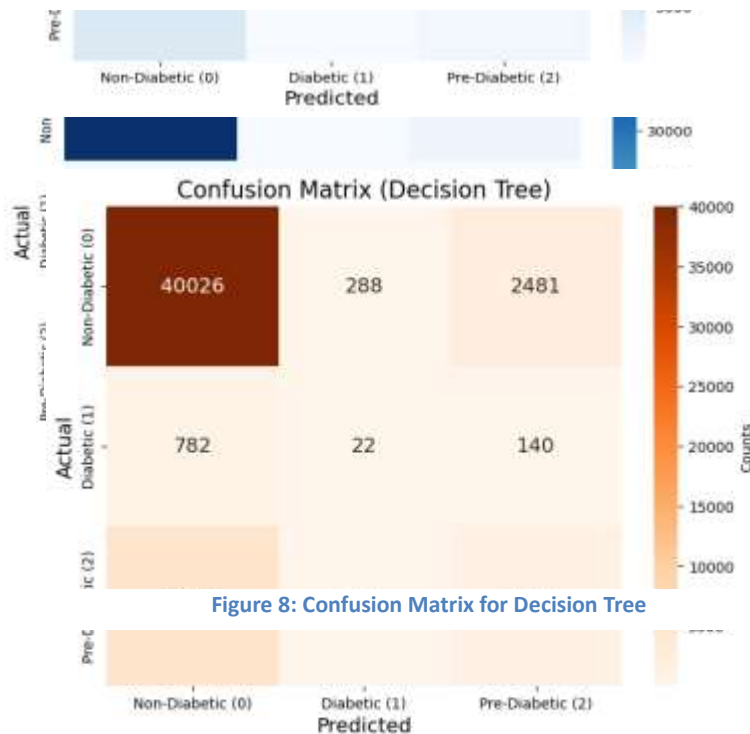 Non-Diabetic (0) Diabetic (1) Pre-Diabetic (2)
Predicted
30000
Confusion Matrix (Decision Tree)
Actual
Non-Diabetic (0)
40026 288 2481
Actual
Diabetic (1)
782 22 140
40000
35000
30000
25000
20000
15000
10000
Counts
Figure 8: Confusion Matrix for Decision Tree
Non-Diabetic (0) Diabetic (1) Pre-Diabetic (2)
Predicted